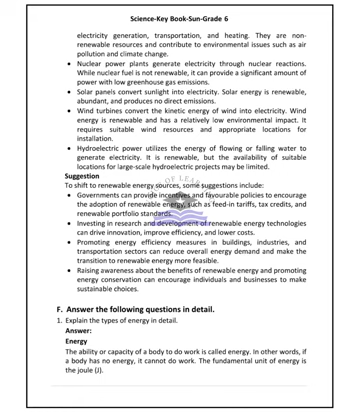 Science-Key Book-Sun-Grade 6
electricity generation, transportation, and heating. They are non-
renewable resources and contribute to environmental issues such as air
pollution and climate change.
• Nuclear power plants generate electricity through nuclear reactions.
While nuclear fuel is not renewable, it can provide a significant amount of
power with low greenhouse gas emissions.
• Solar panels convert sunlight into electricity. Solar energy is renewable,
abundant, and produces no direct emissions.
• Wind turbines convert the kinetic energy of wind into electricity. Wind
energy is renewable and has a relatively low environmental impact. It
requires suitable wind resources and appropriate locations for
installation.
• Hydroelectric power utilizes the energy of flowing or falling water to
generate electricity. It is renewable, but the availability of suitable
locations for large-scale hydroelectric projects may be limited.
Suggestion
To shift to renewable energy sources, some suggestions include:
• Governments can provide incentives and favourable policies to encourage
the adoption of renewable energy, such as feed-in tariffs, tax credits, and
renewable portfolio standards.
• Investing in research and development of renewable energy technologies
can drive innovation, improve efficiency, and lower costs.
• Promoting energy efficiency measures in buildings, industries, and
transportation sectors can reduce overall energy demand and make the
transition to renewable energy more feasible.
• Raising awareness about the benefits of renewable energy and promoting
energy conservation can encourage individuals and businesses to make
sustainable choices.
F. Answer the following questions in detail.
1. Explain the types of energy in detail.
Answer:
Energy
The ability or capacity of a body to do work is called energy. In other words, if
a body has no energy, it cannot do work. The fundamental unit of energy is
the joule (J).